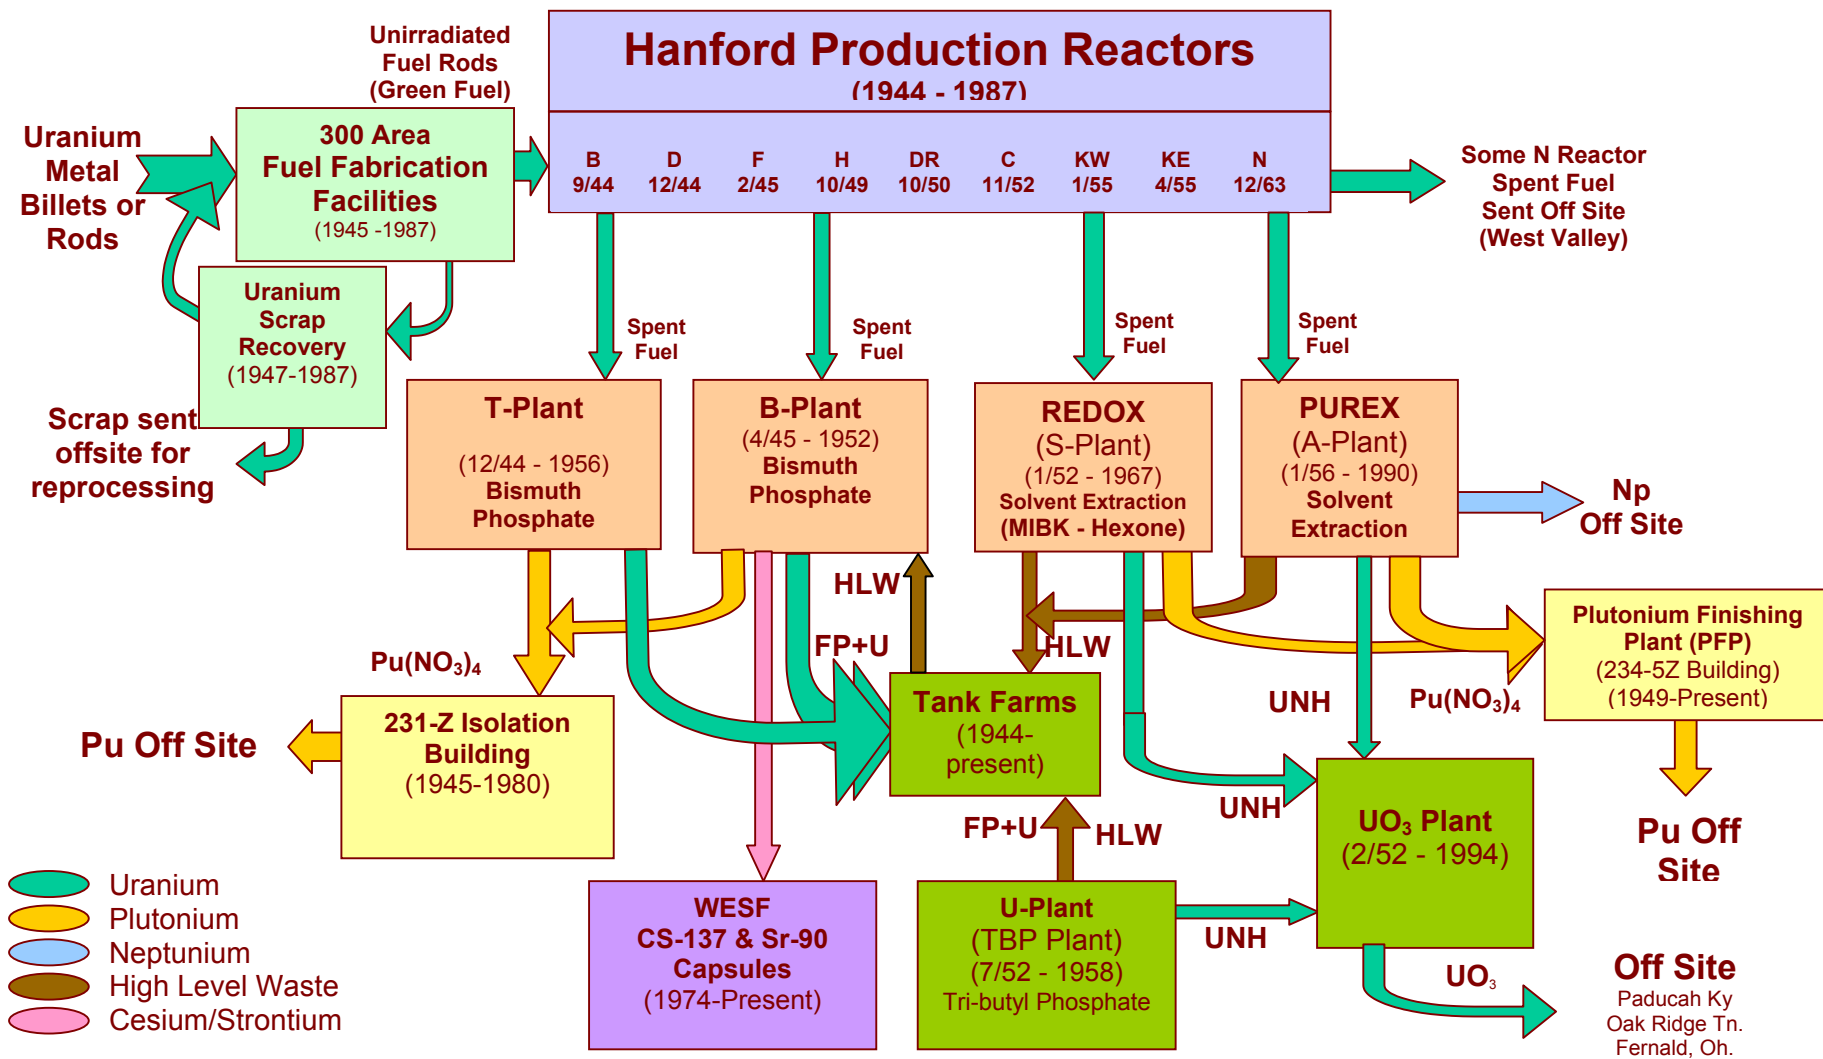 Hanford Production Reactors
(1944 - 1987)
Unirradiated
Fuel Rods
(Green Fuel)
Uranium
Metal
Billets or
Rods
300 Area
Fuel Fabrication
Facilities
(1945 -1987)
B
9/44
D
12/44
F
2/45
H
10/49
DR
10/50
C
11/52
KW
1/55
KE
4/55
N
12/63
Some N Reactor
Spent Fuel
Sent Off Site
(West Valley)
Uranium
Scrap
Recovery
(1947-1987)
Scrap sent
offsite for
reprocessing
Spent
Fuel
Spent
Fuel
Spent
Fuel
Spent
Fuel
T-Plant
(12/44 - 1956)
Bismuth
Phosphate
B-Plant
(4/45 - 1952)
Bismuth
Phosphate
REDOX
(S-Plant)
(1/52 - 1967)
Solvent Extraction
(MIBK - Hexone)
PUREX
(A-Plant)
(1/56 - 1990)
Solvent
Extraction
Np
Off Site
HLW
FP+U
HLW
Pu(NO₃)₄
UNH
Pu(NO₃)₄
Plutonium Finishing
Plant (PFP)
(234-5Z Building)
(1949-Present)
Pu Off Site
231-Z Isolation
Building
(1945-1980)
Tank Farms
(1944-
present)
UNH
FP+U
HLW
UO₃ Plant
(2/52 - 1994)
Pu Off
Site
Uranium
Plutonium
Neptunium
High Level Waste
Cesium/Strontium
WESF
CS-137 & Sr-90
Capsules
(1974-Present)
U-Plant
(TBP Plant)
(7/52 - 1958)
Tri-butyl Phosphate
UNH
UO₃
Off Site
Paducah Ky
Oak Ridge Tn.
Fernald, Oh.